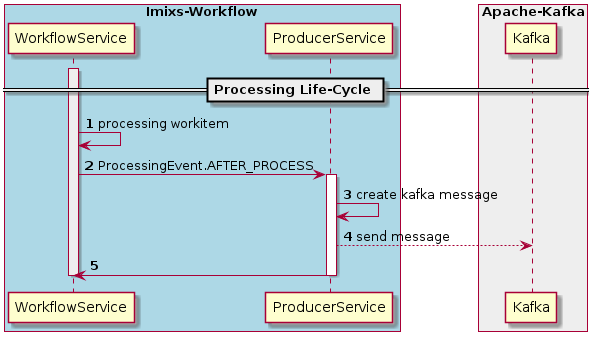 Imixs-Workflow
Apache-Kafka
WorkflowService
ProducerService
Kafka
Processing Life-Cycle
1 processing workitem
2 ProcessingEvent.AFTER_PROCESS
3 create kafka message
4 send message
5
WorkflowService
ProducerService
Kafka